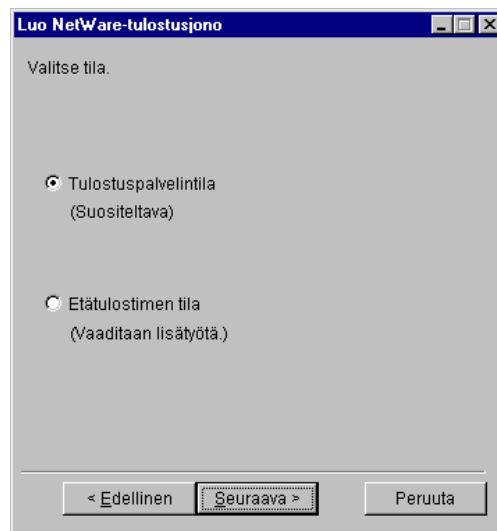 Luo NetWare-tulostusjono
Valitse tila.
Tulostuspalvelintila
(Suositeltava)
Etätulostimen tila
(Vaaditaan lisätyötä.)
< Edellinen Seuraava > Peruuta